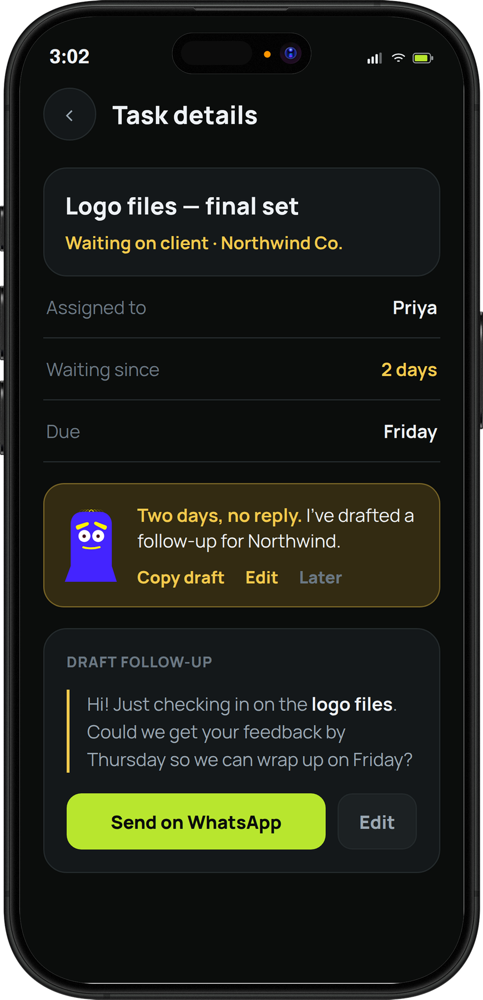 3:02
Task details
Logo files — final set
Waiting on client · Northwind Co.
Assigned to
Priya
Waiting since
2 days
Due
Friday
Two days, no reply. I've drafted a
follow-up for Northwind.
Copy draft Edit Later
DRAFT FOLLOW-UP
Hi! Just checking in on the logo files.
Could we get your feedback by
Thursday so we can wrap up on Friday?
Send on WhatsApp
Edit